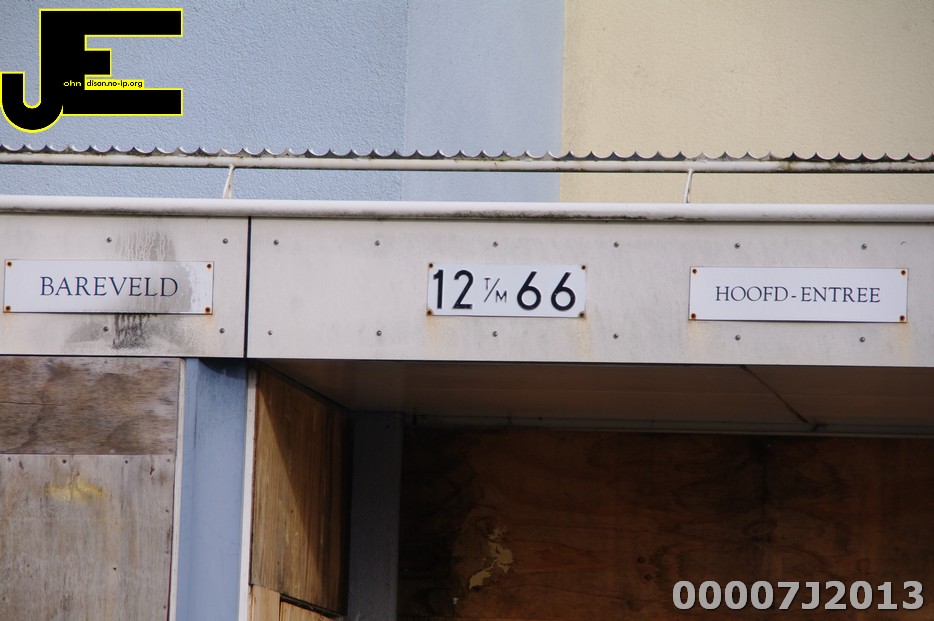 JE
ohn dison.no-ip.org
BAREVELD
12 T/M 66
HOOFD-ENTREE
00007J2013